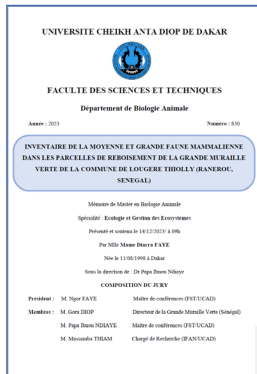 UNIVERSITE CHEIKH ANTA DIOP DE DAKAR
FACULTE DES SCIENCES ET TECHNIQUES
Département de Biologie Animale
Année : 2023 Numéro : 830
INVENTAIRE DE LA MOYENNE ET GRANDE FAUNE MAMMALIENNE
DANS LES PARCELLES DE REBOISEMENT DE LA GRANDE MURAILLE
VERTE DE LA COMMUNE DE LOUGERE THIOLLY (RANEROU,
SENEGAL)
Mémoire de Master en Biologie Animale
Spécialité : Ecologie et Gestion des Ecosystèmes
Présenté et soutenu le 14/12/2023/ à 09h
Par Mlle Mame Diarra FAYE
Née le 11/08/1998 à Dakar
Sous la direction de : Dr Papa Ibnou Ndiaye
COMPOSITION DU JURY
Président : M. Ngor FAYE Maître de conférences (FST/UCAD)
Membres : M. Gora DIOP Directeur de la Grande Muraille Verte (Sénégal)
M. Papa Ibnou NDIAYE Maître de conférences (FST/UCAD)
M. Massamba THIAM Chargé de Recherche (IFAN/UCAD)